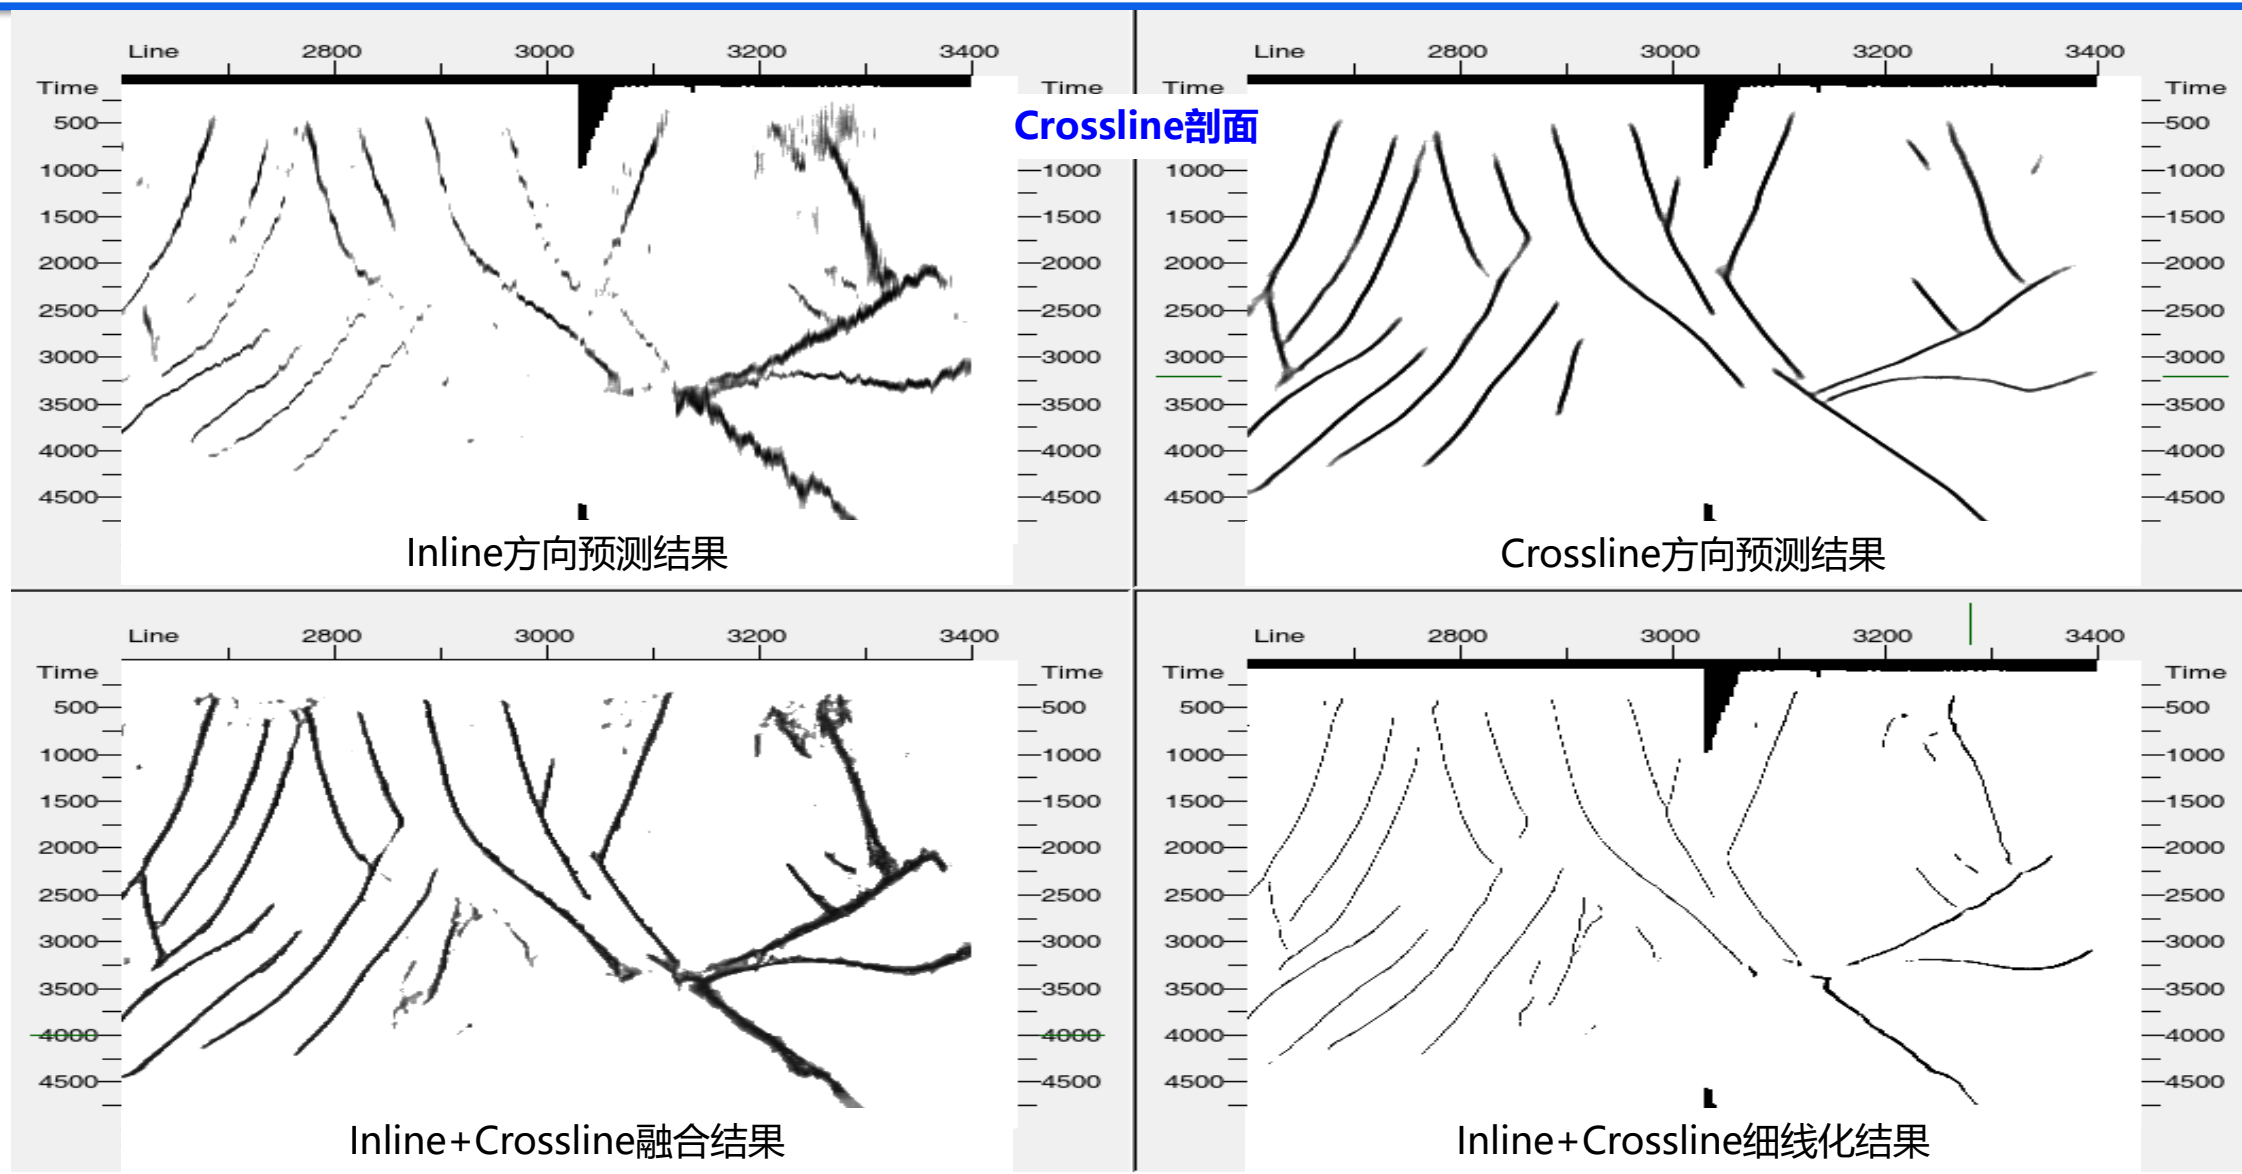 Line 2800 3000 3200 3400
Time Time
500
1000 1000
1500 1500
2000 2000
2500 2500
3000 3000
3500 3500
4000 4000
4500 4500
Inline方向预测结果
Crossline剖面
Line 2800 3000 3200 3400
Time Time
500
1000 1000
1500 1500
2000 2000
2500 2500
3000 3000
3500 3500
4000 4000
4500 4500
Crossline方向预测结果
Line 2800 3000 3200 3400
Time Time
500 500
1000 1000
1500 1500
2000 2000
2500 2500
3000 3000
3500 3500
4000 4000
4500 4500
Inline+Crossline融合结果
Line 2800 3000 3200 3400
Time Time
500 500
1000 1000
1500 1500
2000 2000
2500 2500
3000 3000
3500 3500
4000 4000
4500 4500
Inline+Crossline细线化结果